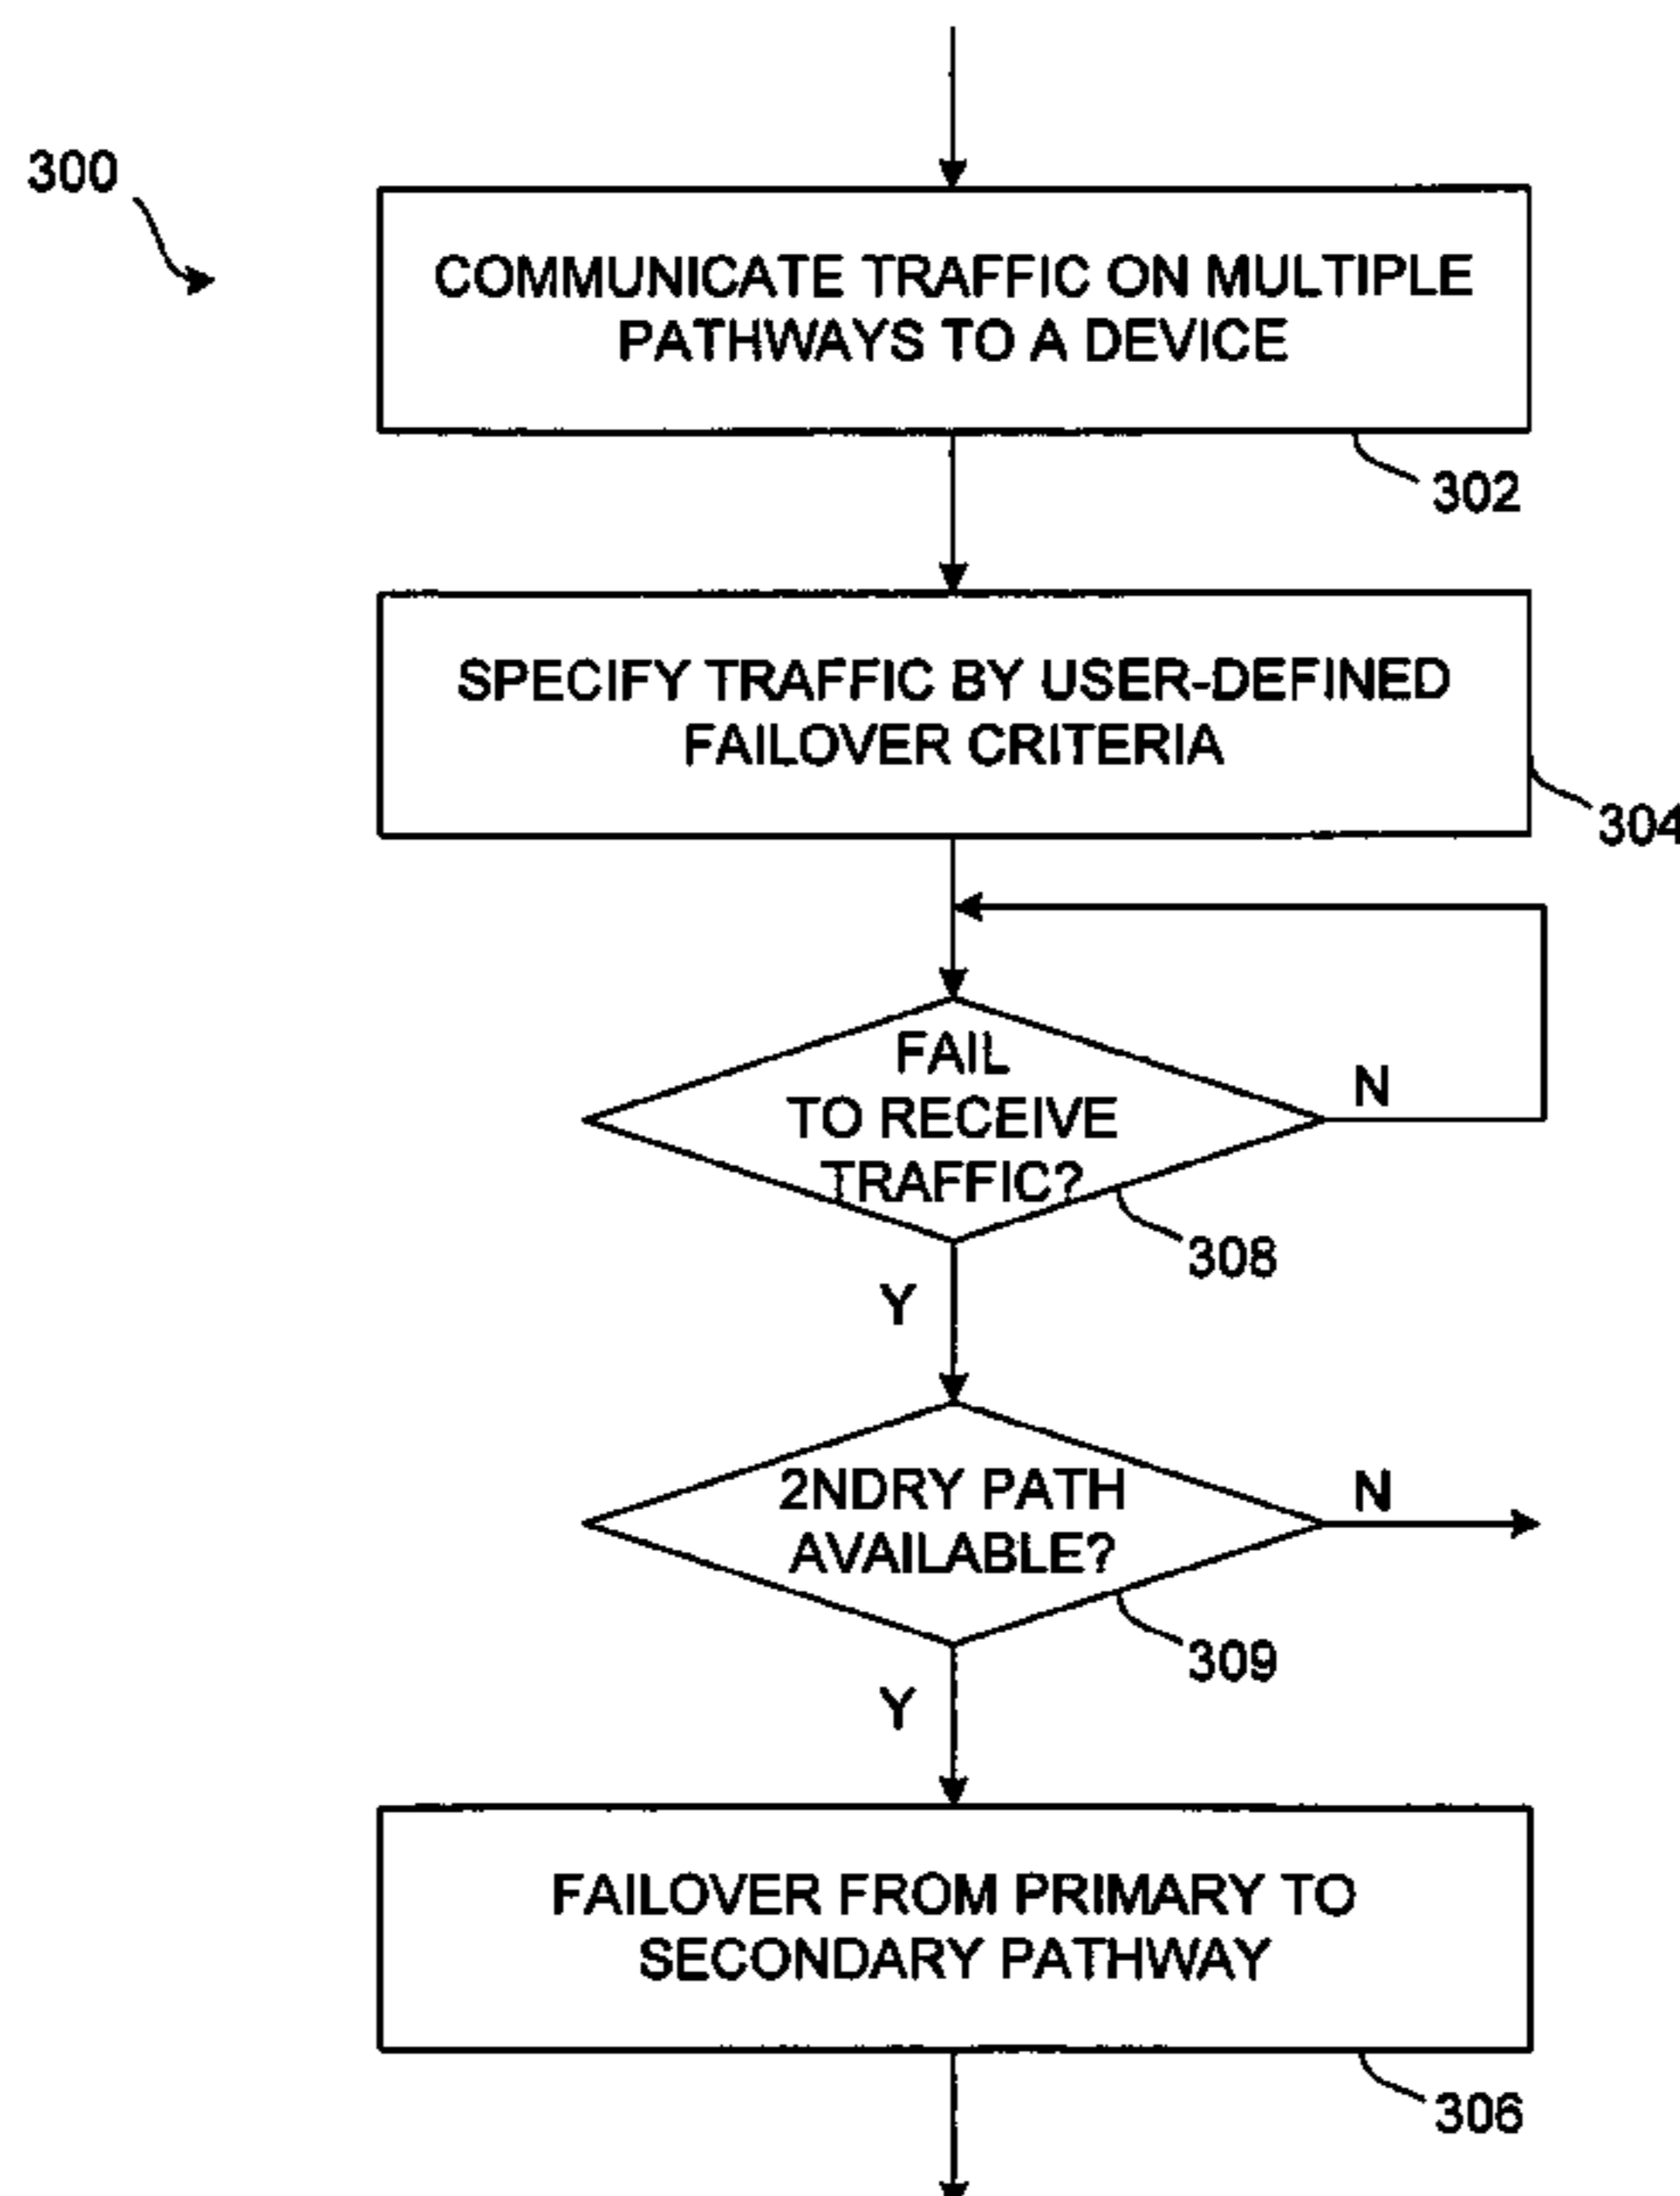 300
COMMUNICATE TRAFFIC ON MULTIPLE
PATHWAYS TO A DEVICE
302
SPECIFY TRAFFIC BY USER-DEFINED
FAILOVER CRITERIA
304
FAIL
TO RECEIVE
TRAFFIC?
N
308
Y
2NDRY PATH
AVAILABLE?
N
309
Y
FAILOVER FROM PRIMARY TO
SECONDARY PATHWAY
306